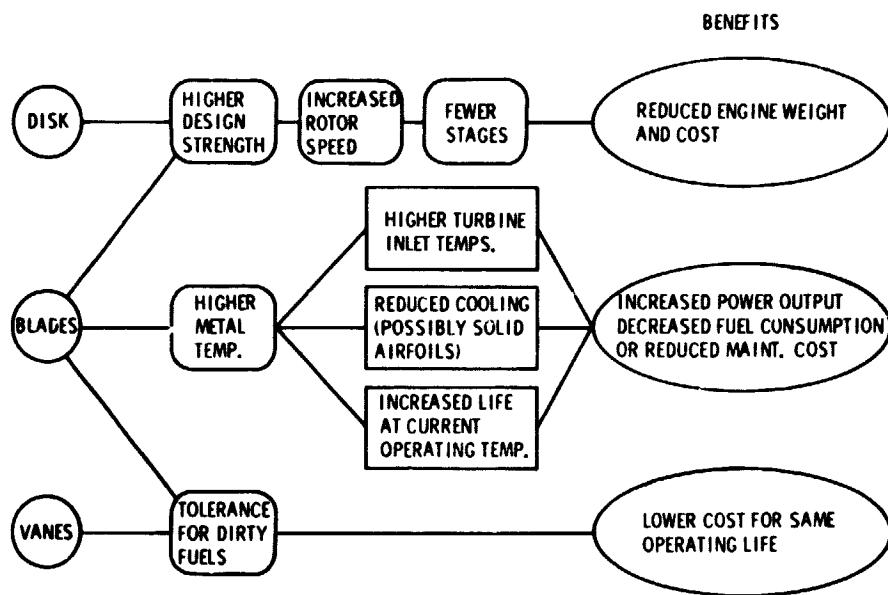 BENEFITS
DISK
HIGHER
DESIGN
STRENGTH
INCREASED
ROTOR
SPEED
FEWER
STAGES
REDUCED ENGINE WEIGHT
AND COST
BLADES
HIGHER
METAL
TEMP.
HIGHER TURBINE
INLET TEMPS.
REDUCED COOLING
(POSSIBLY SOLID
AIRFOILS)
INCREASED LIFE
AT CURRENT
OPERATING TEMP.
INCREASED POWER OUTPUT
DECREASED FUEL CONSUMPTION
OR REDUCED MAINT. COST
VANES
TOLERANCE
FOR DIRTY
FUELS
LOWER COST FOR SAME
OPERATING LIFE